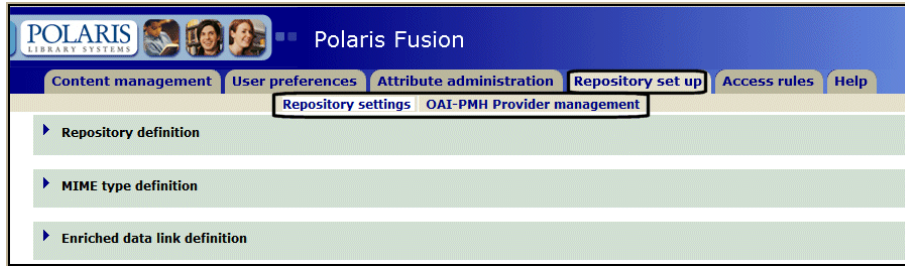 POLARIS
LIBRARY SYSTEMS
Polaris Fusion
Content management User preferences Attribute administration Repository set up Access rules Help
Repository settings OAI-PMH Provider management
Repository definition
MIME type definition
Enriched data link definition